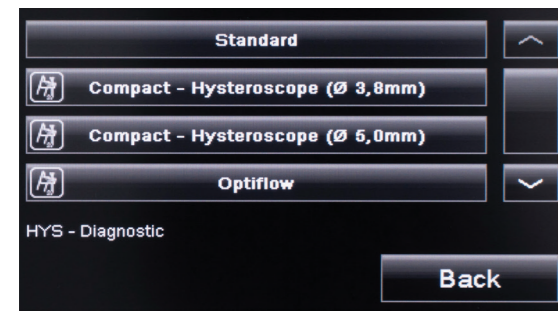 Standard
Compact - Hysteroscope (Ø 3,8mm)
Compact - Hysteroscope (Ø 5,0mm)
Optiflow
HYS - Diagnostic
Back